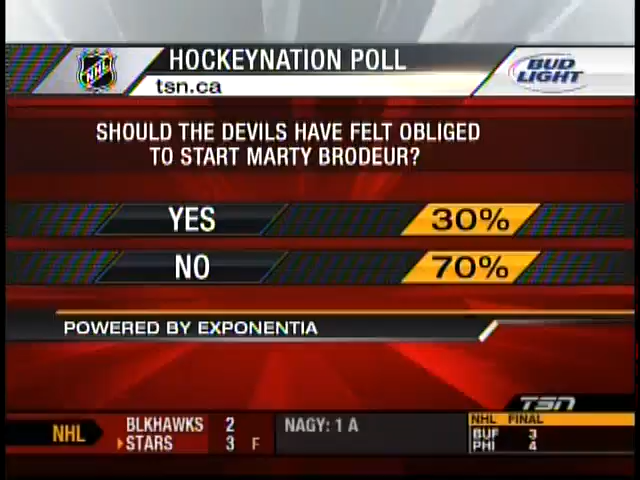 NHL
HOCKEYNATION POLL
tsn.ca
BUD LIGHT
SHOULD THE DEVILS HAVE FELT OBLIGED
TO START MARTY BRODEUR?
YES 30%
NO 70%
POWERED BY EXPONENTIA
TSN
NHL
BLKHAWKS 2
STARS 3 F
NAGY: 1 A
NHL FINAL
BUF 3
PHI 4